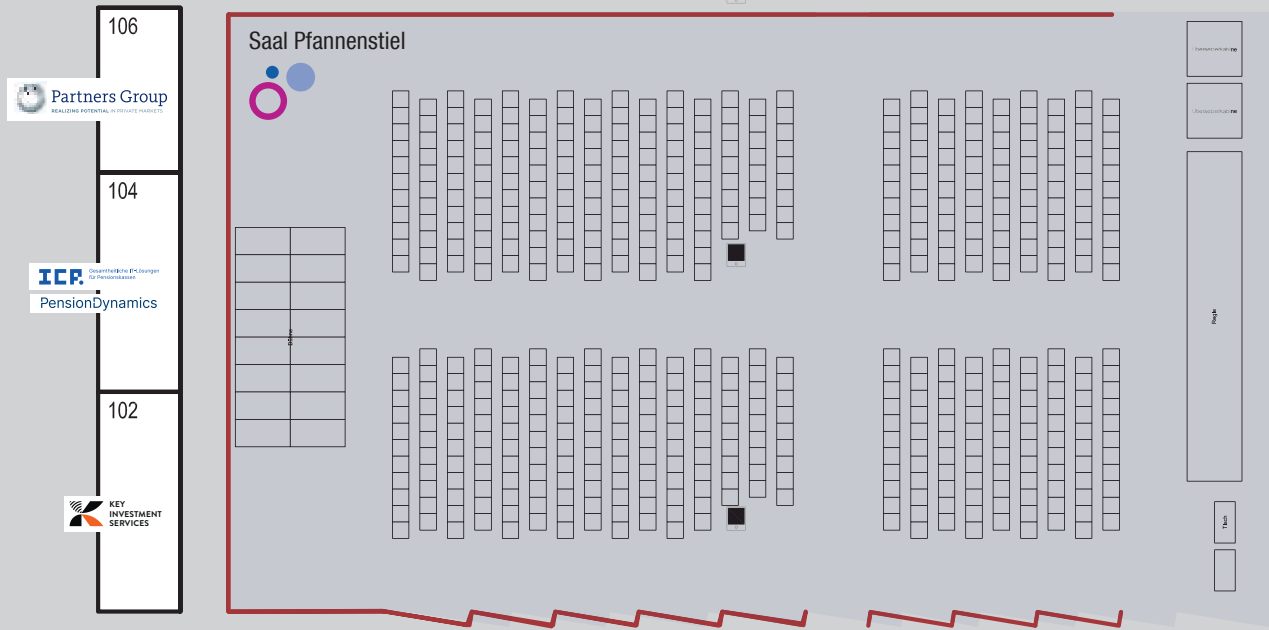 106
Saal Pfannenstiel
Partners Group
REALIZING POTENTIAL IN PRIVATE MARKETS
104
ICP.
Gesamtheitliche IT-Lösungen
für Pensionskassen
PensionDynamics
102
KEY
INVESTMENT
SERVICES
Regie
Tisch